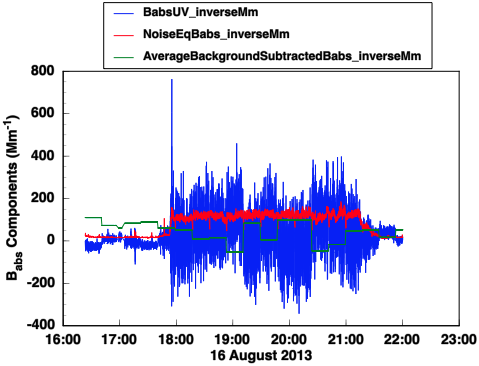 BabsUV_inverseMm
NoiseEqBabs_inverseMm
AverageBackgroundSubtractedBabs_inverseMm
800
600
400
200
0
-200
-400
Babs Components (Mm-1)
16:00 17:00 18:00 19:00 20:00 21:00 22:00 23:00
16 August 2013